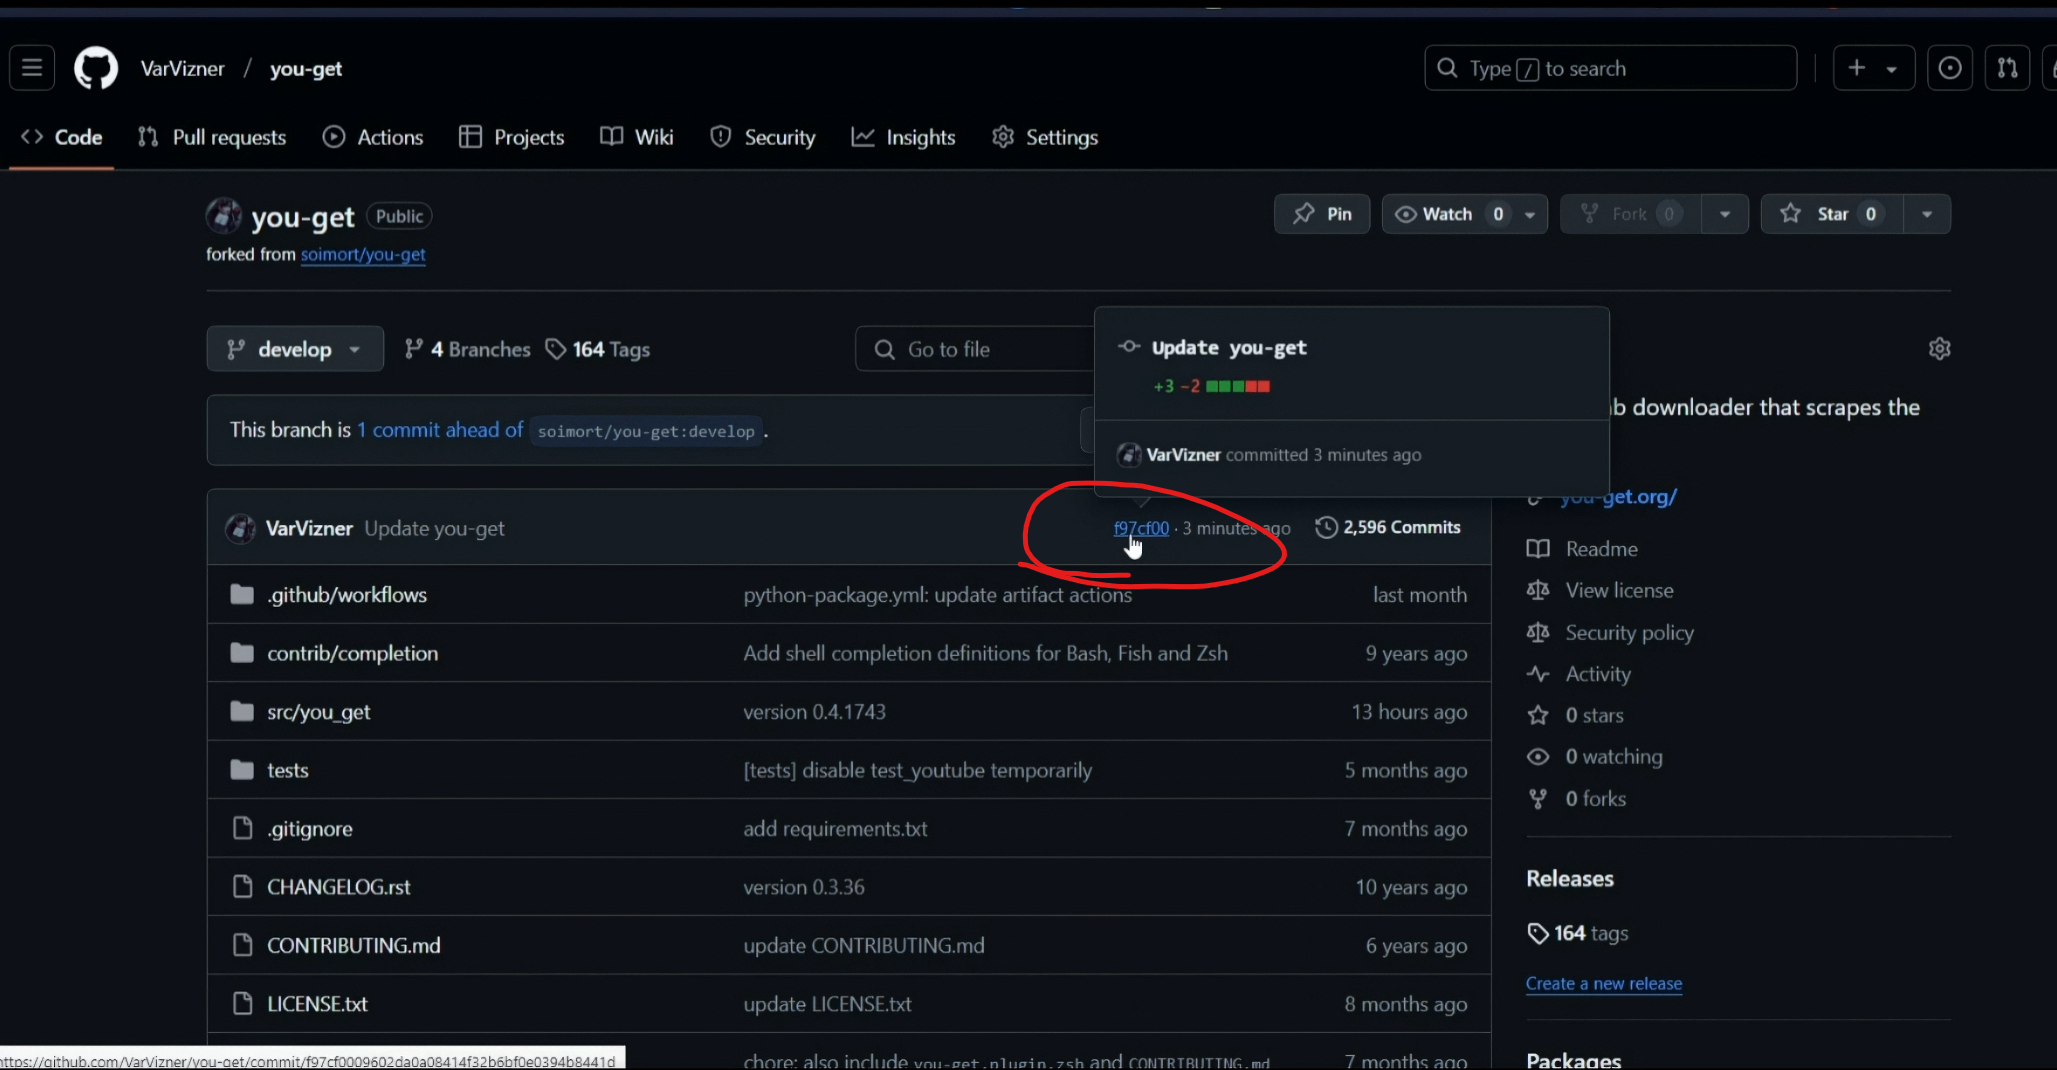 VarVizner / you-get
Type / to search
Code Pull requests Actions Projects Wiki Security Insights Settings
you-get Public
Pin Watch 0 Fork 0 Star 0
forked from soimort/you-get
develop 4 Branches 164 Tags Go to file
Update you-get
+3 −2
VarVizner committed 3 minutes ago
downloader that scrapes the
This branch is 1 commit ahead of soimort/you-get:develop .
you-get.org/
VarVizner Update you-get f97cf00 · 3 minutes ago 2,596 Commits
.github/workflows python-package.yml: update artifact actions last month
contrib/completion Add shell completion definitions for Bash, Fish and Zsh 9 years ago
src/you_get version 0.4.1743 13 hours ago
tests [tests] disable test_youtube temporarily 5 months ago
.gitignore add requirements.txt 7 months ago
CHANGELOG.rst version 0.3.36 10 years ago
CONTRIBUTING.md update CONTRIBUTING.md 6 years ago
LICENSE.txt update LICENSE.txt 8 months ago
chore: also include you-get.plugin.zsh and CONTRIBUTING.md 7 months ago
Readme
View license
Security policy
Activity
0 stars
0 watching
0 forks
Releases
164 tags
Create a new release
Packages
https://github.com/VarVizner/you-get/commit/f97cf0009602da0a08414f32b6bf0e0394b8441d